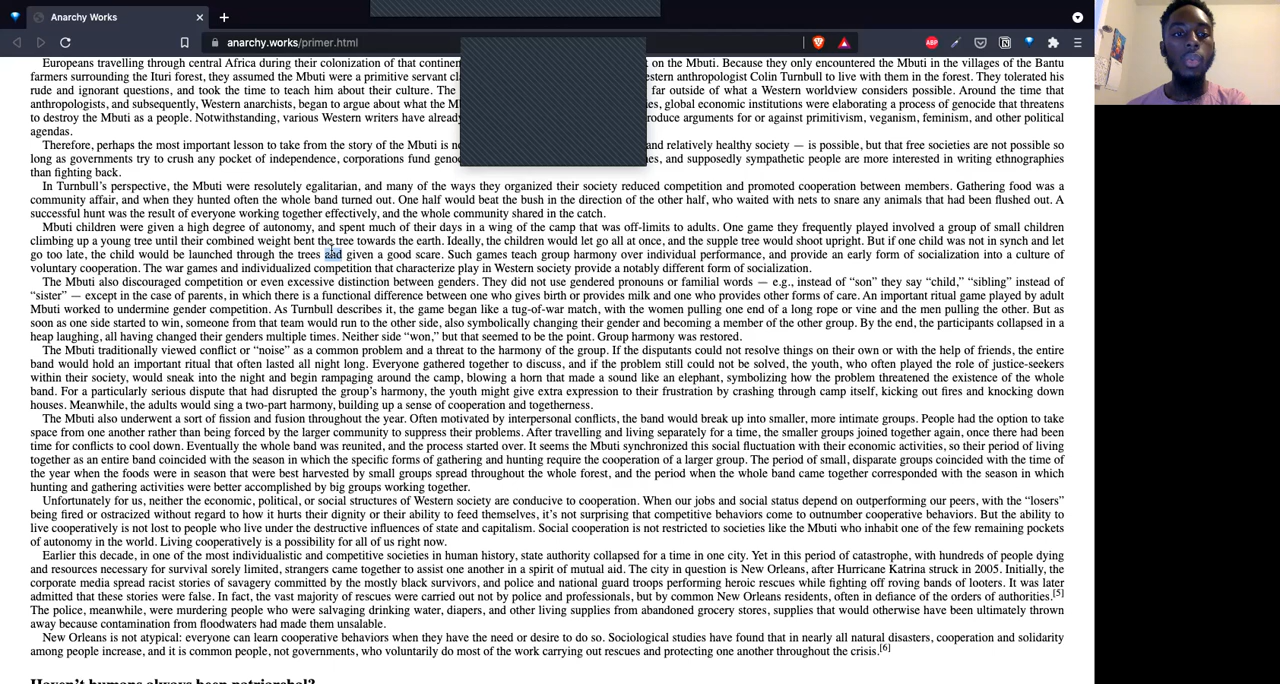 Anarchy Works
anarchy.works/primer.html
Europeans travelling through central Africa during their colonization of that continen on the Mbuti. Because they only encountered the Mbuti in the villages of the Bantu
farmers surrounding the Ituri forest, they assumed the Mbuti were a primitive servant cl estern anthropologist Colin Turnbull to live with them in the forest. They tolerated his
rude and ignorant questions, and took the time to teach him about their culture. The far outside of what a Western worldview considers possible. Around the time that
anthropologists, and subsequently, Western anarchists, began to argue about what the M es, global economic institutions were elaborating a process of genocide that threatens
to destroy the Mbuti as a people. Notwithstanding, various Western writers have alread roduce arguments for or against primitivism, veganism, feminism, and other political
agendas.
Therefore, perhaps the most important lesson to take from the story of the Mbuti is n and relatively healthy society — is possible, but that free societies are not possible so
long as governments try to crush any pocket of independence, corporations fund geno es, and supposedly sympathetic people are more interested in writing ethnographies
than fighting back.
In Turnbull’s perspective, the Mbuti were resolutely egalitarian, and many of the ways they organized their society reduced competition and promoted cooperation between members. Gathering food was a
community affair, and when they hunted often the whole band turned out. One half would beat the bush in the direction of the other half, who waited with nets to snare any animals that had been flushed out. A
successful hunt was the result of everyone working together effectively, and the whole community shared in the catch.
Mbuti children were given a high degree of autonomy, and spent much of their days in a wing of the camp that was off-limits to adults. One game they frequently played involved a group of small children
climbing up a young tree until their combined weight bent the tree towards the earth. Ideally, the children would let go all at once, and the supple tree would shoot upright. But if one child was not in synch and let
go too late, the child would be launched through the trees and given a good scare. Such games teach group harmony over individual performance, and provide an early form of socialization into a culture of
voluntary cooperation. The war games and individualized competition that characterize play in Western society provide a notably different form of socialization.
The Mbuti also discouraged competition or even excessive distinction between genders. They did not use gendered pronouns or familial words — e.g., instead of “son” they say “child,” “sibling” instead of
“sister” — except in the case of parents, in which there is a functional difference between one who gives birth or provides milk and one who provides other forms of care. An important ritual game played by adult
Mbuti worked to undermine gender competition. As Turnbull describes it, the game began like a tug-of-war match, with the women pulling one end of a long rope or vine and the men pulling the other. But as
soon as one side started to win, someone from that team would run to the other side, also symbolically changing their gender and becoming a member of the other group. By the end, the participants collapsed in a
heap laughing, all having changed their genders multiple times. Neither side “won,” but that seemed to be the point. Group harmony was restored.
The Mbuti traditionally viewed conflict or “noise” as a common problem and a threat to the harmony of the group. If the disputants could not resolve things on their own or with the help of friends, the entire
band would hold an important ritual that often lasted all night long. Everyone gathered together to discuss, and if the problem still could not be solved, the youth, who often played the role of justice-seekers
within their society, would sneak into the night and begin rampaging around the camp, blowing a horn that made a sound like an elephant, symbolizing how the problem threatened the existence of the whole
band. For a particularly serious dispute that had disrupted the group’s harmony, the youth might give extra expression to their frustration by crashing through camp itself, kicking out fires and knocking down
houses. Meanwhile, the adults would sing a two-part harmony, building up a sense of cooperation and togetherness.
The Mbuti also underwent a sort of fission and fusion throughout the year. Often motivated by interpersonal conflicts, the band would break up into smaller, more intimate groups. People had the option to take
space from one another rather than being forced by the larger community to suppress their problems. After travelling and living separately for a time, the smaller groups joined together again, once there had been
time for conflicts to cool down. Eventually the whole band was reunited, and the process started over. It seems the Mbuti synchronized this social fluctuation with their economic activities, so their period of living
together as an entire band coincided with the season in which the specific forms of gathering and hunting require the cooperation of a larger group. The period of small, disparate groups coincided with the time of
the year when the foods were in season that were best harvested by small groups spread throughout the whole forest, and the period when the whole band came together corresponded with the season in which
hunting and gathering activities were better accomplished by big groups working together.
Unfortunately for us, neither the economic, political, or social structures of Western society are conducive to cooperation. When our jobs and social status depend on outperforming our peers, with the “losers”
being fired or ostracized without regard to how it hurts their dignity or their ability to feed themselves, it’s not surprising that competitive behaviors come to outnumber cooperative behaviors. But the ability to
live cooperatively is not lost to people who live under the destructive influences of state and capitalism. Social cooperation is not restricted to societies like the Mbuti who inhabit one of the few remaining pockets
of autonomy in the world. Living cooperatively is a possibility for all of us right now.
Earlier this decade, in one of the most individualistic and competitive societies in human history, state authority collapsed for a time in one city. Yet in this period of catastrophe, with hundreds of people dying
and resources necessary for survival sorely limited, strangers came together to assist one another in a spirit of mutual aid. The city in question is New Orleans, after Hurricane Katrina struck in 2005. Initially, the
corporate media spread racist stories of savagery committed by the mostly black survivors, and police and national guard troops performing heroic rescues while fighting off roving bands of looters. It was later
admitted that these stories were false. In fact, the vast majority of rescues were carried out not by police and professionals, but by common New Orleans residents, often in defiance of the orders of authorities.[5]
The police, meanwhile, were murdering people who were salvaging drinking water, diapers, and other living supplies from abandoned grocery stores, supplies that would otherwise have been ultimately thrown
away because contamination from floodwaters had made them unsalable.
New Orleans is not atypical: everyone can learn cooperative behaviors when they have the need or desire to do so. Sociological studies have found that in nearly all natural disasters, cooperation and solidarity
among people increase, and it is common people, not governments, who voluntarily do most of the work carrying out rescues and protecting one another throughout the crisis.[6]
Haven’t humans always been patriarchal?